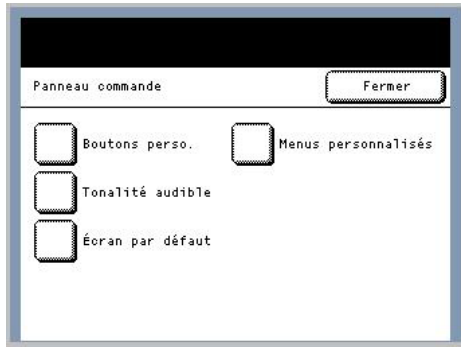 Panneau commande
Fermer
Boutons perso.
Menus personnalisés
Tonalité audible
Écran par défaut